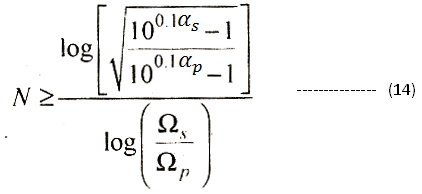 N ≥ log[√((10^{0.1α_s} − 1)/(10^{0.1α_p} − 1))] / log(Ω_s/Ω_p) --------------- (14)